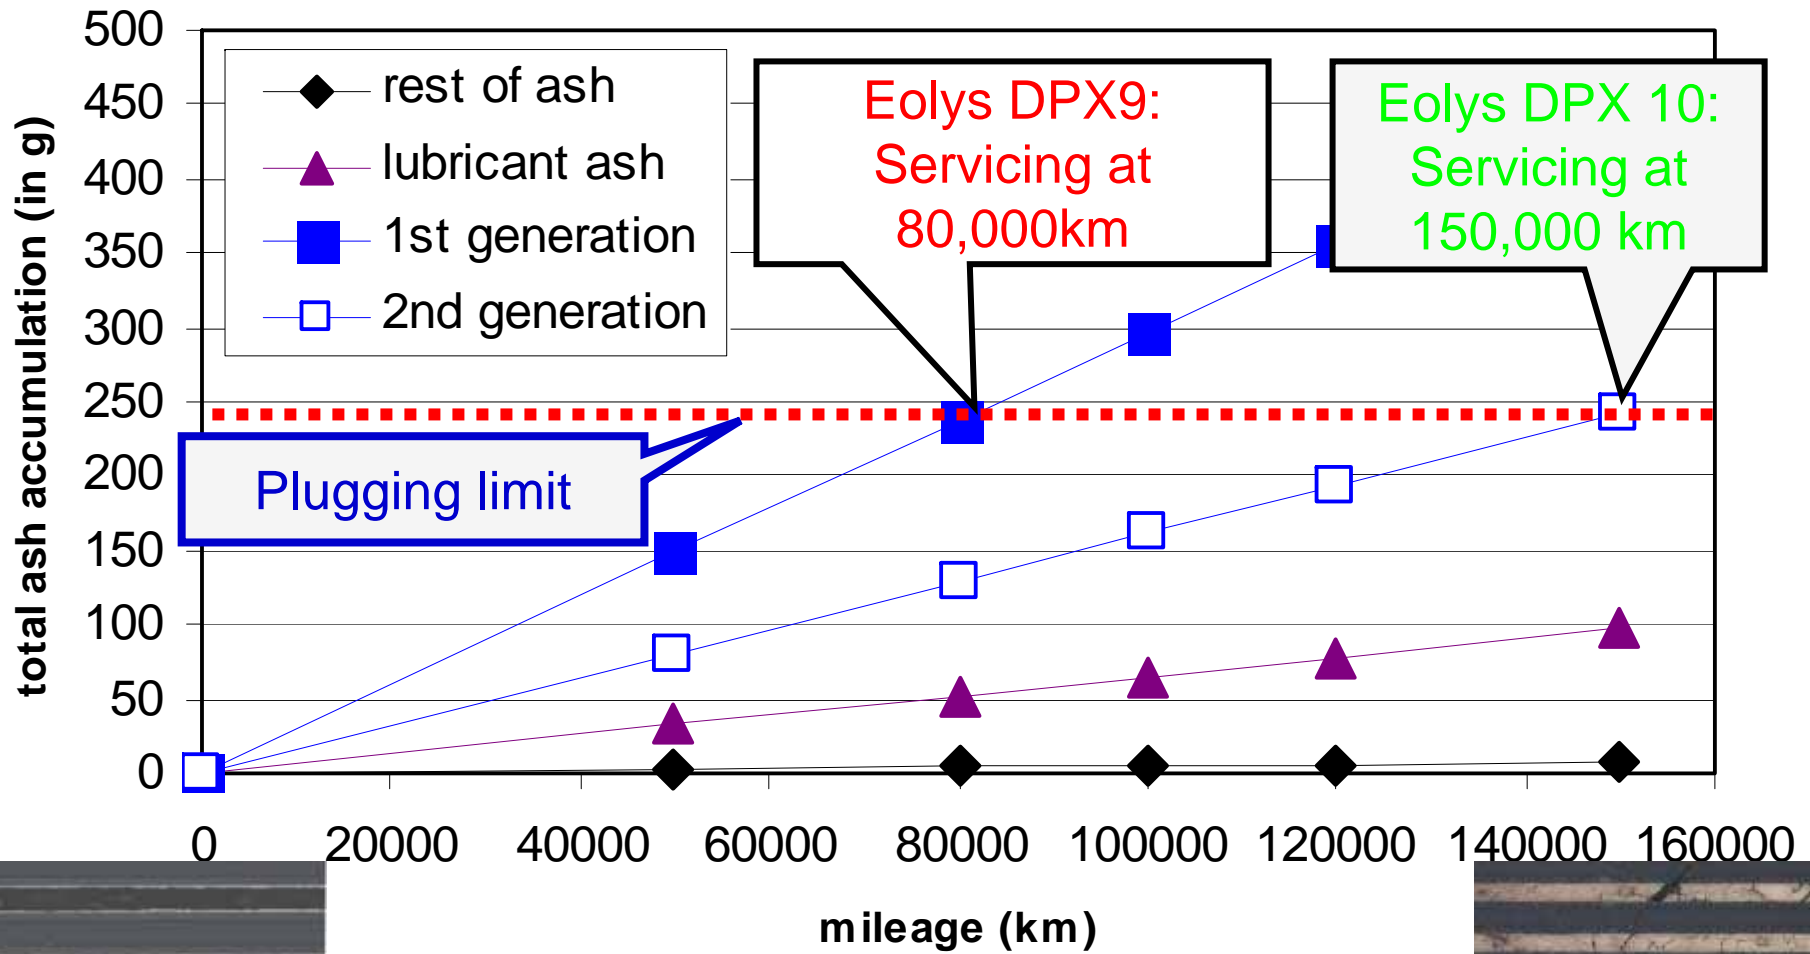 500
450
400
350
300
250
200
150
100
50
0
total ash accumulation (in g)
rest of ash
lubricant ash
1st generation
2nd generation
Eolys DPX9:
Servicing at
80,000km
Eolys DPX 10:
Servicing at
150,000 km
Plugging limit
0 20000 40000 60000 80000 100000 120000 140000 160000
mileage (km)